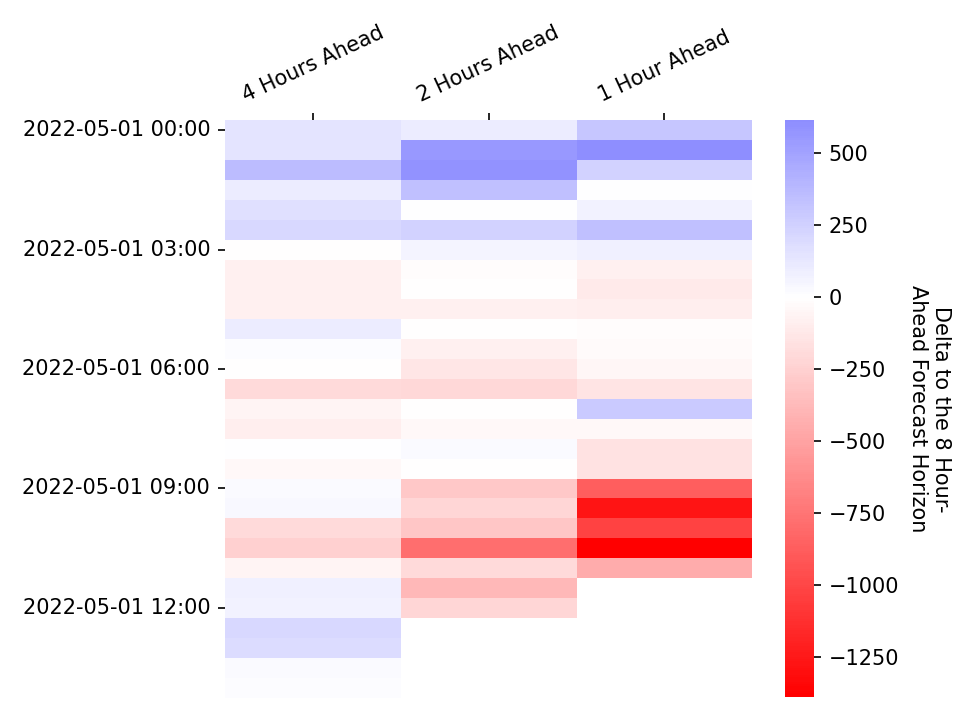 4 Hours Ahead
2 Hours Ahead
1 Hour Ahead
2022-05-01 00:00
2022-05-01 03:00
2022-05-01 06:00
2022-05-01 09:00
2022-05-01 12:00
500
250
0
−250
−500
−750
−1000
−1250
Delta to the 8 Hour-
Ahead Forecast Horizon